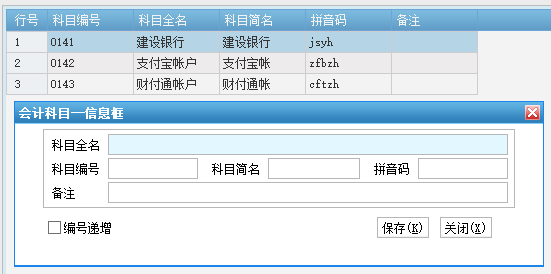 行号 科目编号 科目全名 科目简名 拼音码 备注
1 0141 建设银行 建设银行 jsyh
2 0142 支付宝帐户 支付宝帐 zfbzh
3 0143 财付通帐户 财付通帐 cftzh
会计科目—信息框
科目全名
科目编号 科目简名 拼音码
备注
编号递增 保存(K) 关闭(X)